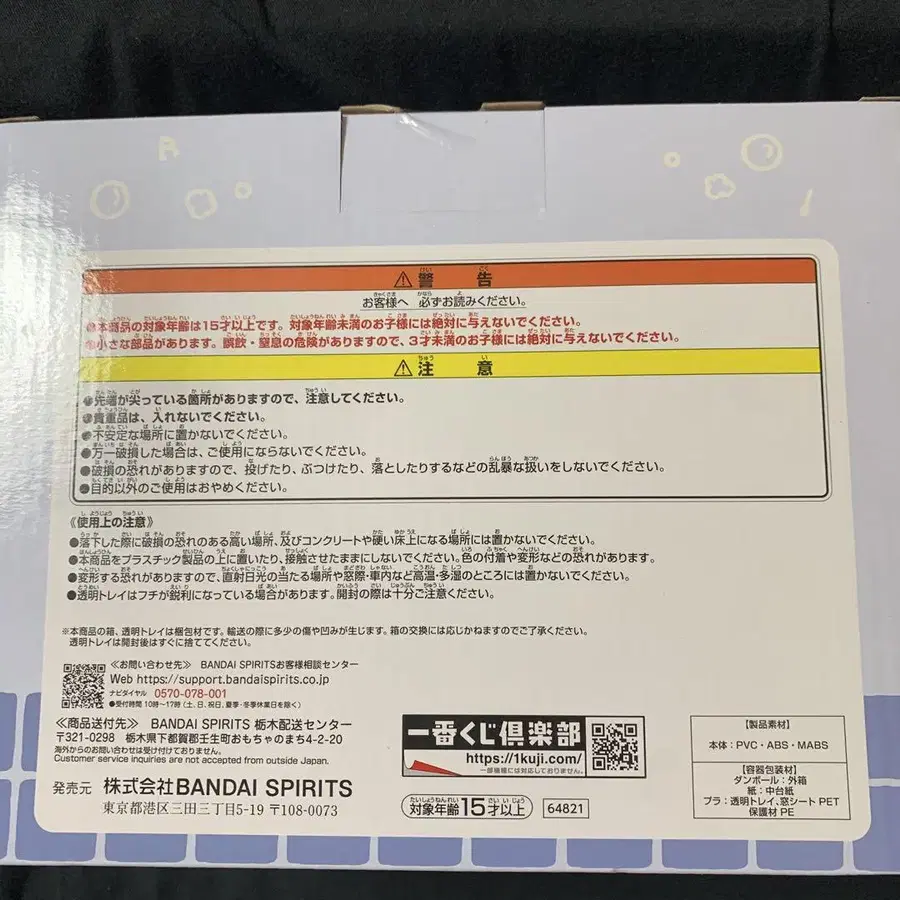 ⚠警告
お客様へ 必ずお読みください。
●本商品の対象年齢は15才以上です。対象年齢未満のお子様には絶対に与えないでください。
●小さな部品があります。誤飲・窒息の危険がありますので、3才未満のお子様には絶対に与えないでください。
⚠注意
●先端が尖っている箇所がありますので、注意してください。
●貴重品は、入れないでください。
●不安定な場所に置かないでください。
●万一破損した場合は、ご使用にならないでください。
●破損の恐れがありますので、投げたり、ぶつけたり、落としたりするなどの乱暴な扱いをしないでください。
●目的以外のご使用はおやめください。
《使用上の注意》
●落下した際に破損の恐れのある高い場所、及びコンクリートや硬い床上になる場所には置かないでください。
●本商品をプラスチック製品の上に置いたり、接触させたままにしないでください。色の付着や変形などの恐れがあります。
●変形する恐れがありますので、直射日光の当たる場所や窓際・車内など高温・多湿のところには置かないでください。
●透明トレイはフチが鋭利になっている場合があります。開封の際は十分ご注意ください。
※本商品の箱、透明トレイは梱包材です。輸送の際に多少の傷や凹みが生じます。箱の交換には応じかねますのでご了承ください。
透明トレイは開封後はすぐに捨ててください。
≪お問い合わせ先≫ BANDAI SPIRITSお客様相談センター
Web https://support.bandaispirits.co.jp
ナビダイヤル 0570-078-001
●受付時間 10時〜17時(土、日、祝日、夏季・冬季休業日を除く)
≪商品送付先≫ BANDAI SPIRITS 栃木配送センター
〒321-0298 栃木県下都賀郡壬生町おもちゃのまち4-2-20
海外からのお問い合わせは受け付けておりません。
Customer service inquiries are not accepted from outside Japan.
発売元 株式会社BANDAI SPIRITS
東京都港区三田三丁目5-19 〒108-0073
一番くじ倶楽部
https://1kuji.com/
一部機種には対応しておりません。
対象年齢15才以上
64821
【製品素材】
本体:PVC・ABS・MABS
【容器包装材】
ダンボール:外箱
紙:中台紙
プラ:透明トレイ、窓シート PET
保護材 PE